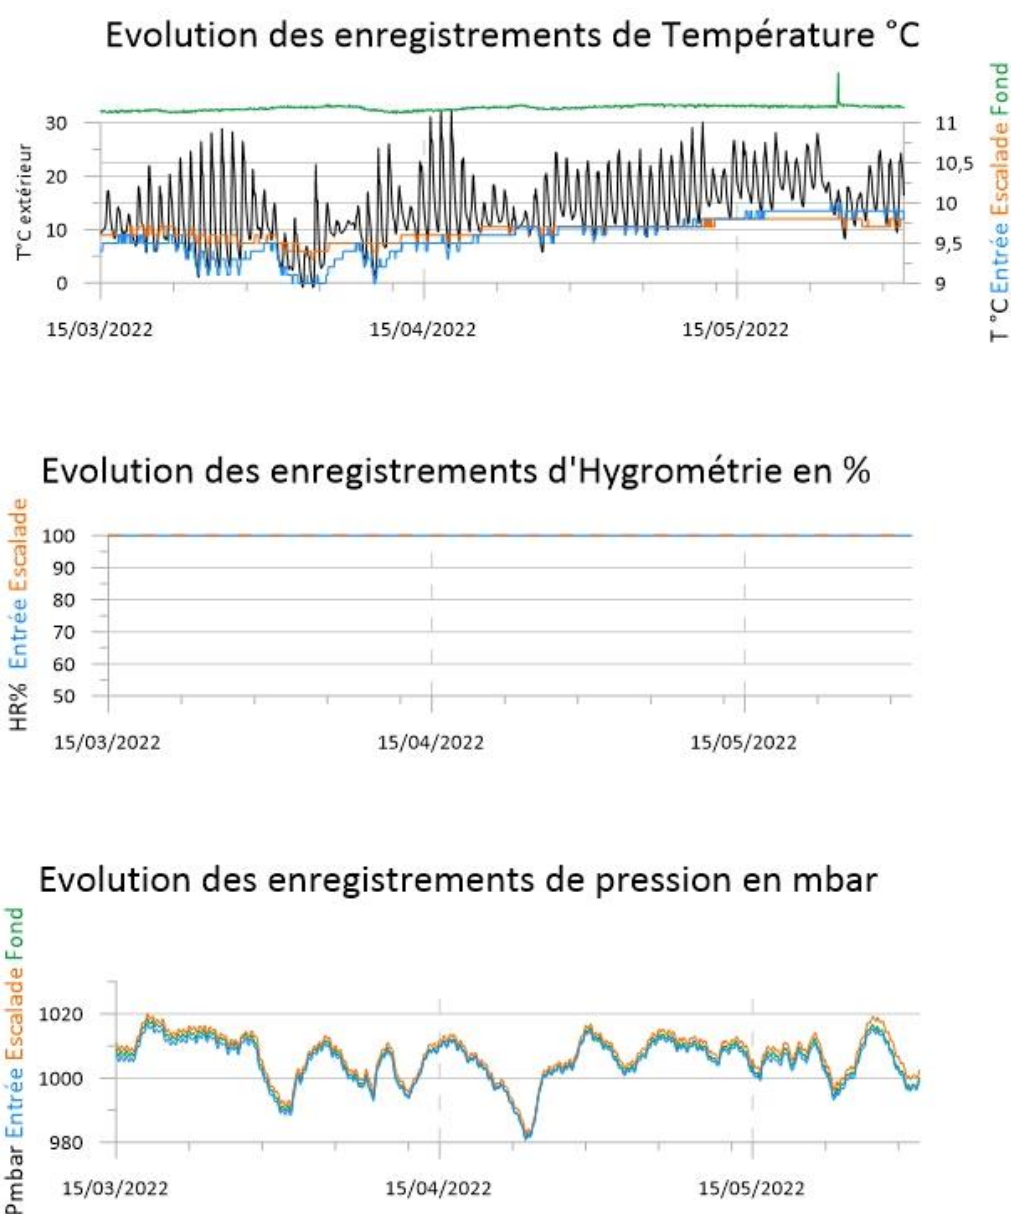 Evolution des enregistrements de Température °C
T°C extérieur
30
20
10
0
11
10,5
10
9,5
9
T °C Entrée Escalade Fond
15/03/2022 15/04/2022 15/05/2022
Evolution des enregistrements d'Hygrométrie en %
HR% Entrée Escalade
100
90
80
70
60
50
15/03/2022 15/04/2022 15/05/2022
Evolution des enregistrements de pression en mbar
Pmbar Entrée Escalade Fond
1020
1000
980
15/03/2022 15/04/2022 15/05/2022